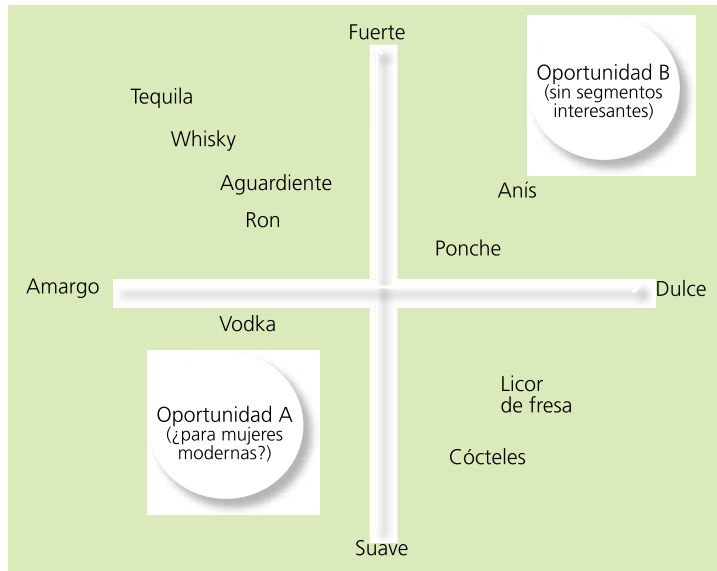 Fuerte
Oportunidad B
(sin segmentos
interesantes)
Tequila
Whisky
Aguardiente
Anís
Ron
Ponche
Amargo
Dulce
Vodka
Licor
de fresa
Oportunidad A
(¿para mujeres
modernas?)
Cócteles
Suave